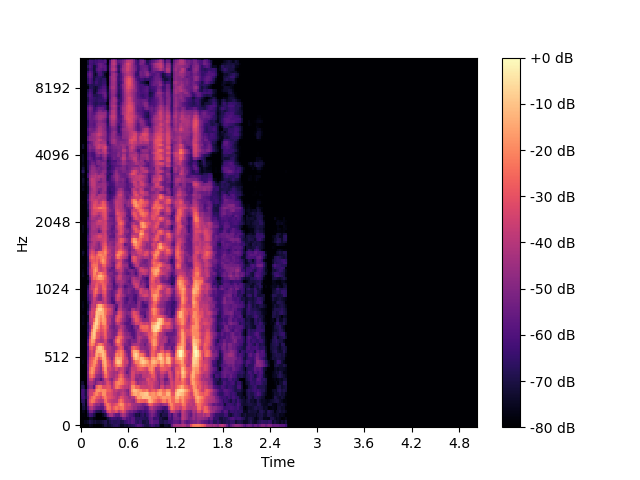 8192
4096
2048
1024
512
0
Hz
0 0.6 1.2 1.8 2.4 3 3.6 4.2 4.8
Time
+0 dB
-10 dB
-20 dB
-30 dB
-40 dB
-50 dB
-60 dB
-70 dB
-80 dB